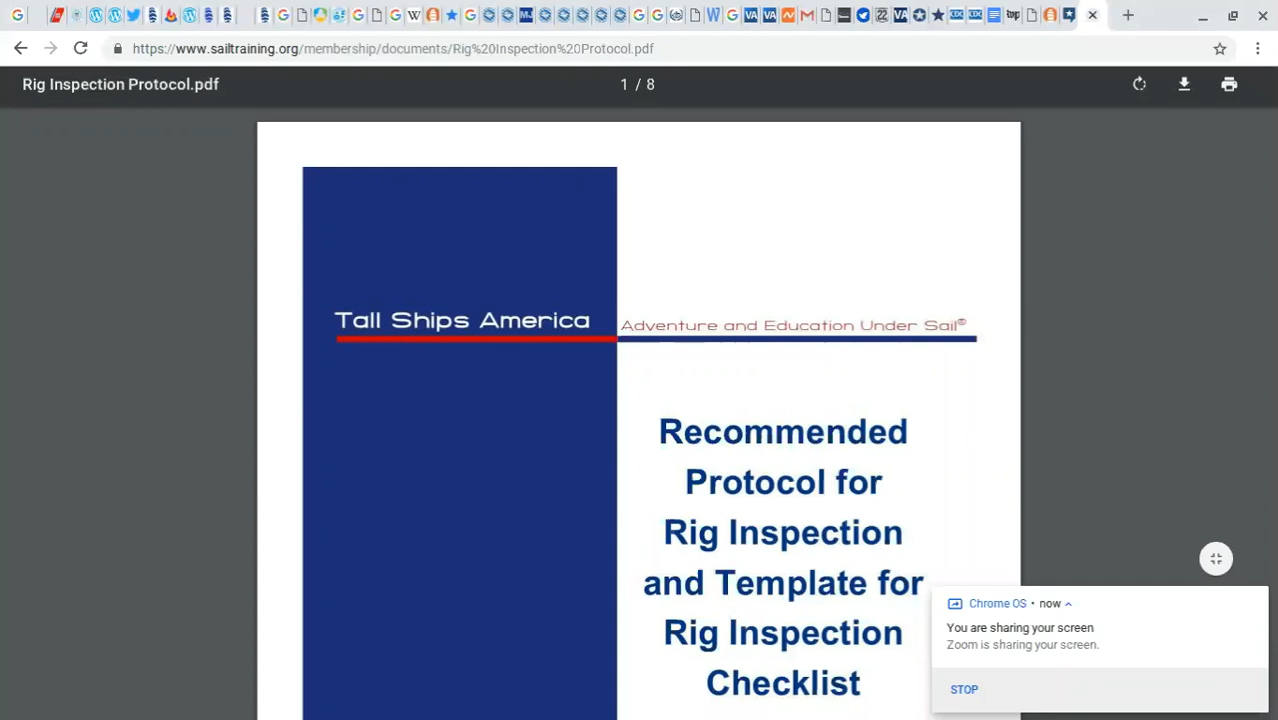 https://www.sailtraining.org/membership/documents/Rig%20Inspection%20Protocol.pdf
Rig Inspection Protocol.pdf
1 / 8
Tall Ships America
Adventure and Education Under Sail®
Recommended
Protocol for
Rig Inspection
and Template for
Rig Inspection
Checklist
Chrome OS • now
You are sharing your screen
Zoom is sharing your screen.
STOP